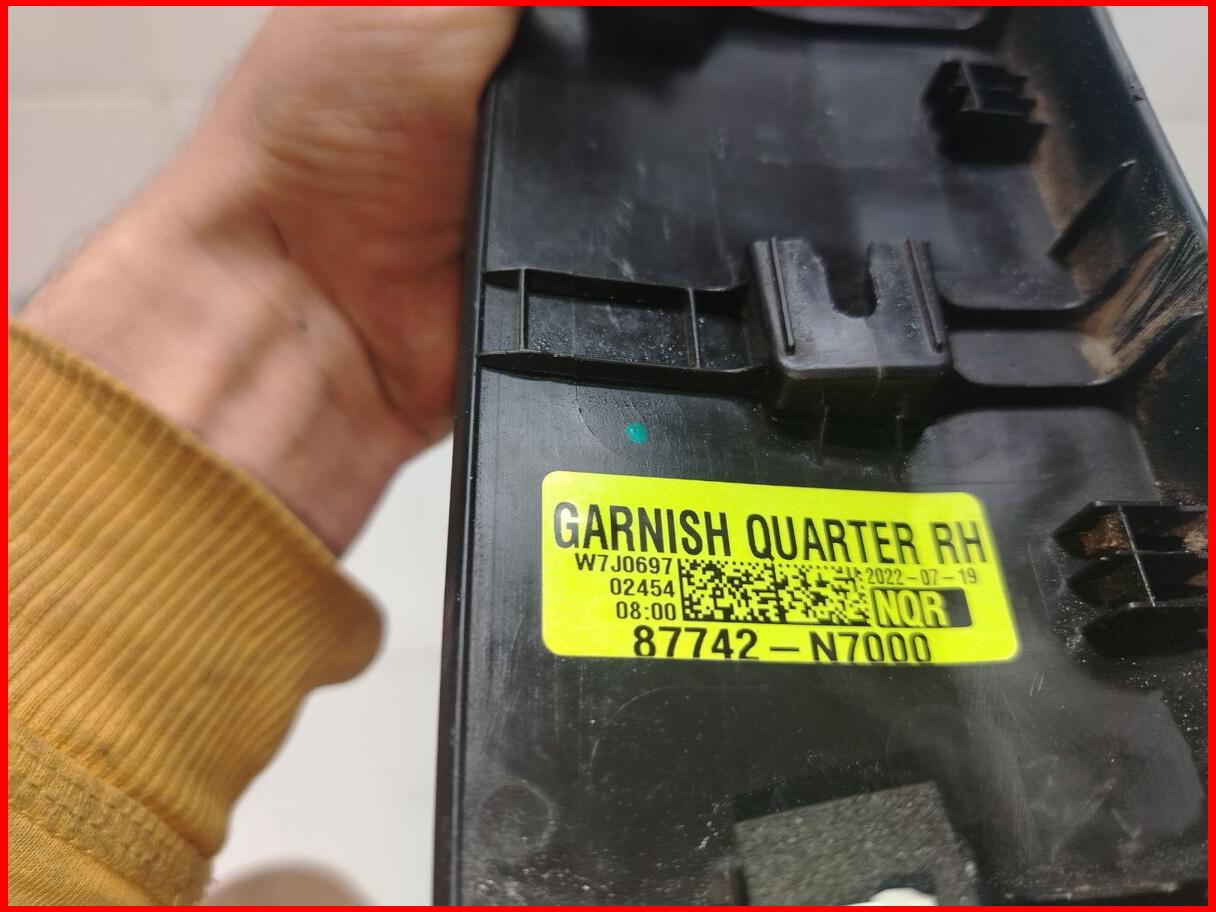 GARNISH QUARTER RH
W7J0697
2022-07-19
02454
08:00
NQR
87742-N7000